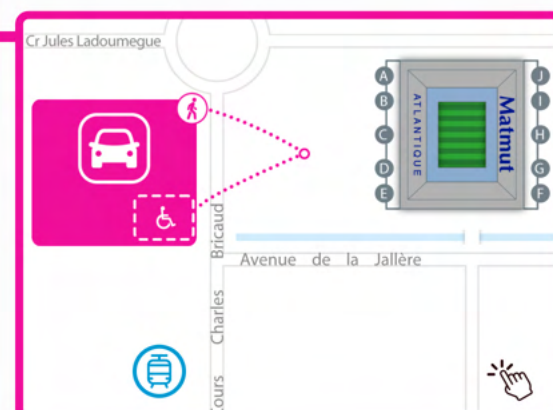 Cr Jules Ladoumegue
A
B
C
D
E
ATLANTIQUE
Matmut
J
I
H
G
F
Avenue de la Jallère
Cours Charles Bricaud